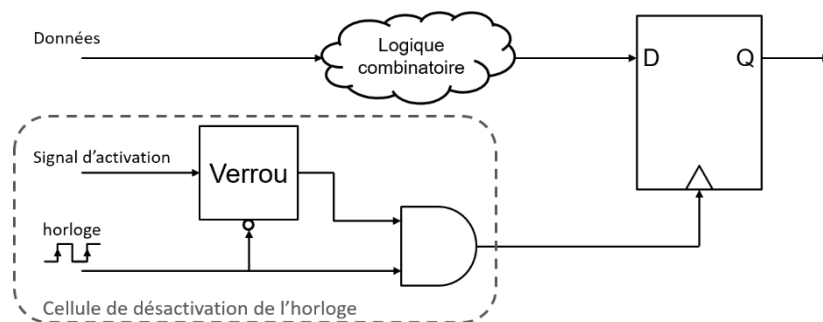 Données
Logique
combinatoire
D
Q
Signal d'activation
Verrou
horloge
Cellule de désactivation de l'horloge